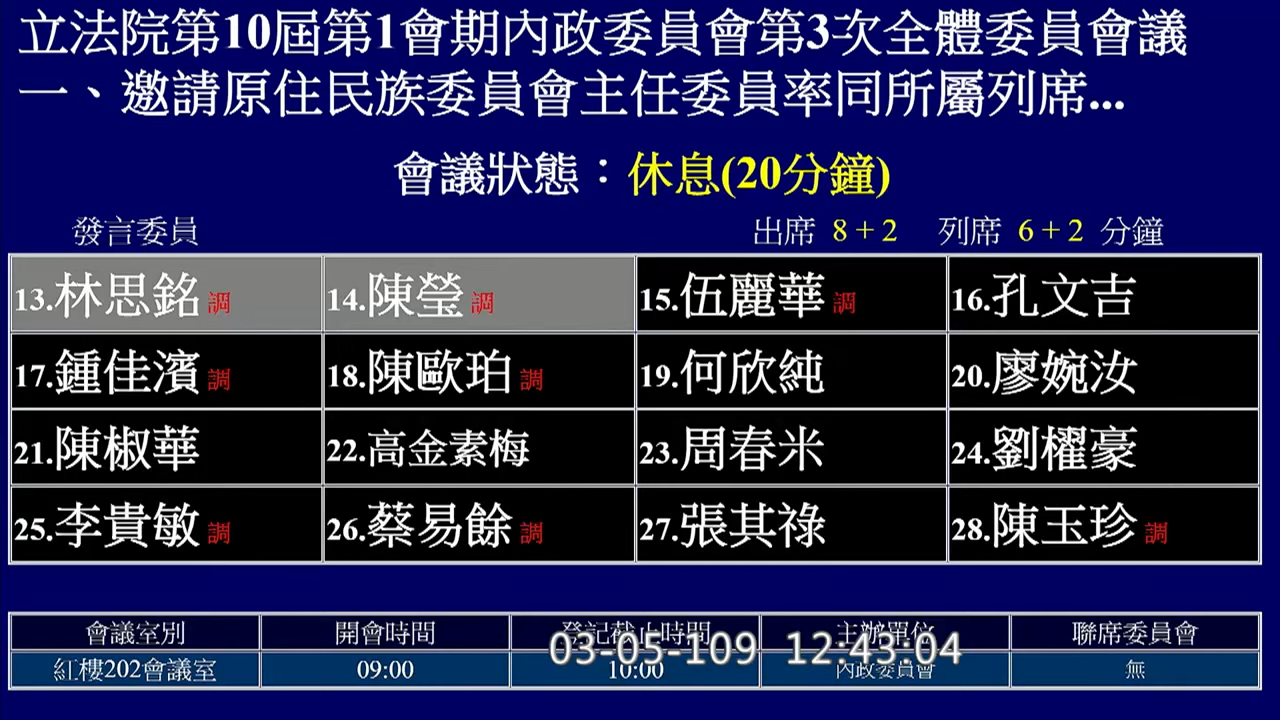 立法院第10屆第1會期內政委員會第3次全體委員會議
一、邀請原住民族委員會主任委員率同所屬列席...
會議狀態：休息(20分鐘)
發言委員 出席 8 + 2 列席 6 + 2 分鐘
13.林思銘 調 14.陳瑩 調 15.伍麗華 調 16.孔文吉
17.鍾佳濱 調 18.陳歐珀 調 19.何欣純 20.廖婉汝
21.陳椒華 22.高金素梅 23.周春米 24.劉櫂豪
25.李貴敏 調 26.蔡易餘 調 27.張其祿 28.陳玉珍 調
會議室別 開會時間 登記截止時間 主辦單位 聯席委員會
03-05-109 12:43:04
紅樓202會議室 09:00 10:00 內政委員會 無